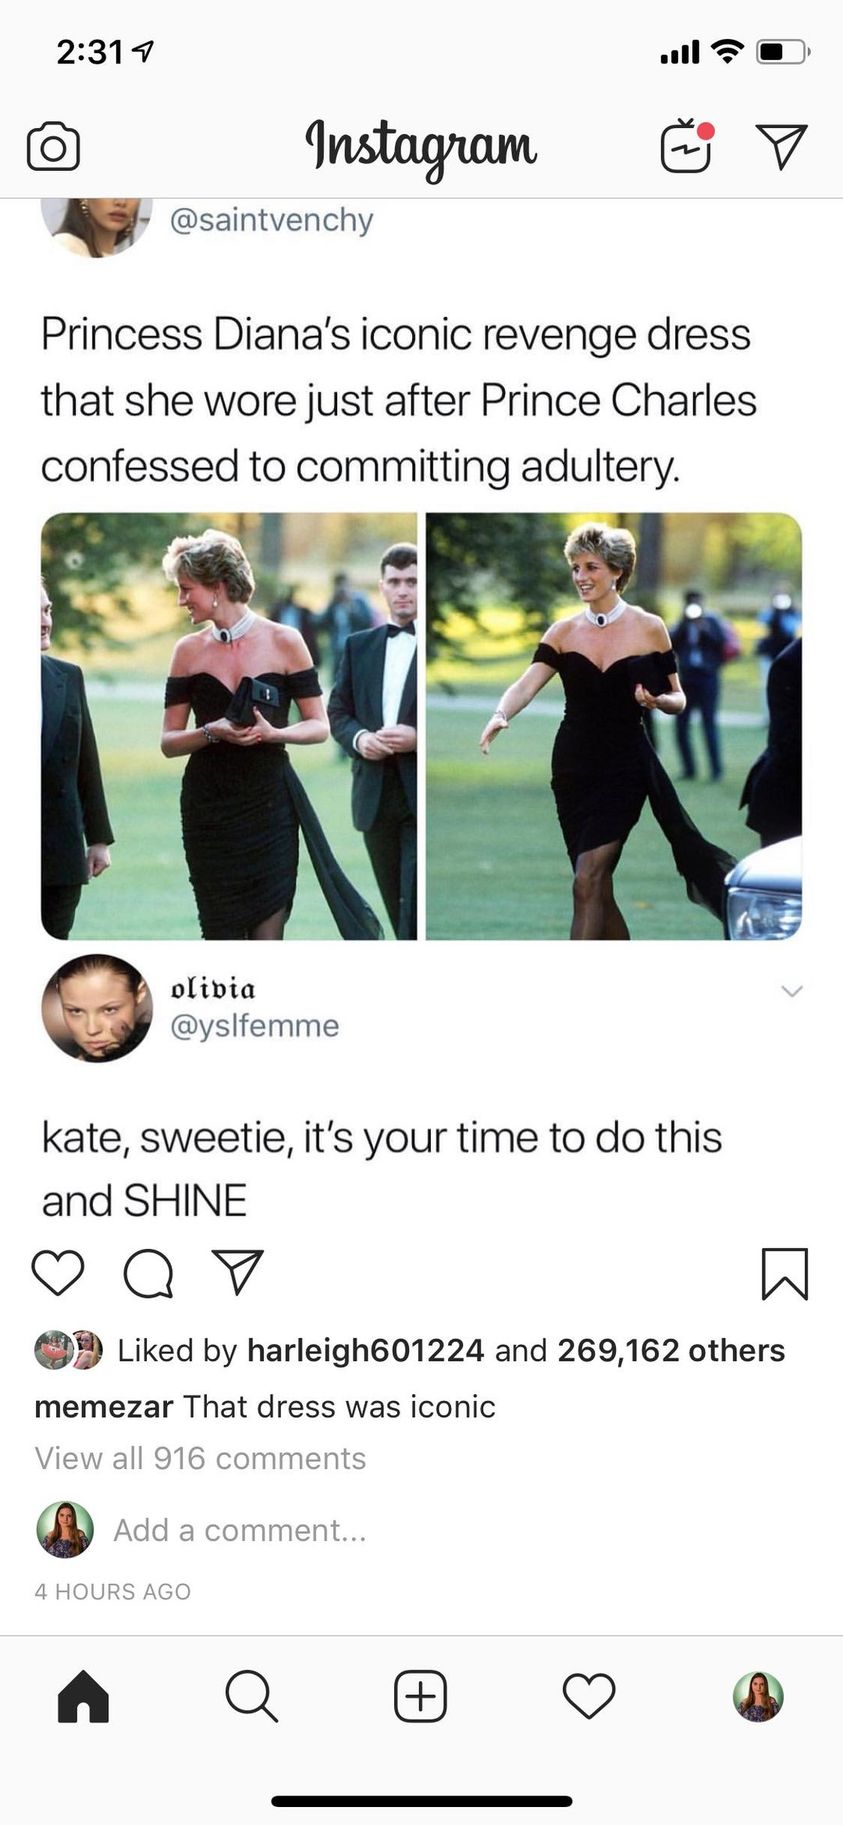 2:31
Instagram
@saintvenchy
Princess Diana's iconic revenge dress
that she wore just after Prince Charles
confessed to committing adultery.
olivia
@yslfemme
kate, sweetie, it's your time to do this
and SHINE
Liked by harleigh601224 and 269,162 others
memezar That dress was iconic
View all 916 comments
Add a comment...
4 HOURS AGO